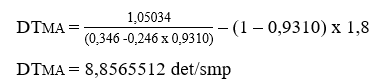 DTMA = 1,05034 / (0,346 -0,246 x 0,9310) – (1 – 0,9310) x 1,8
DTMA = 8,8565512 det/smp